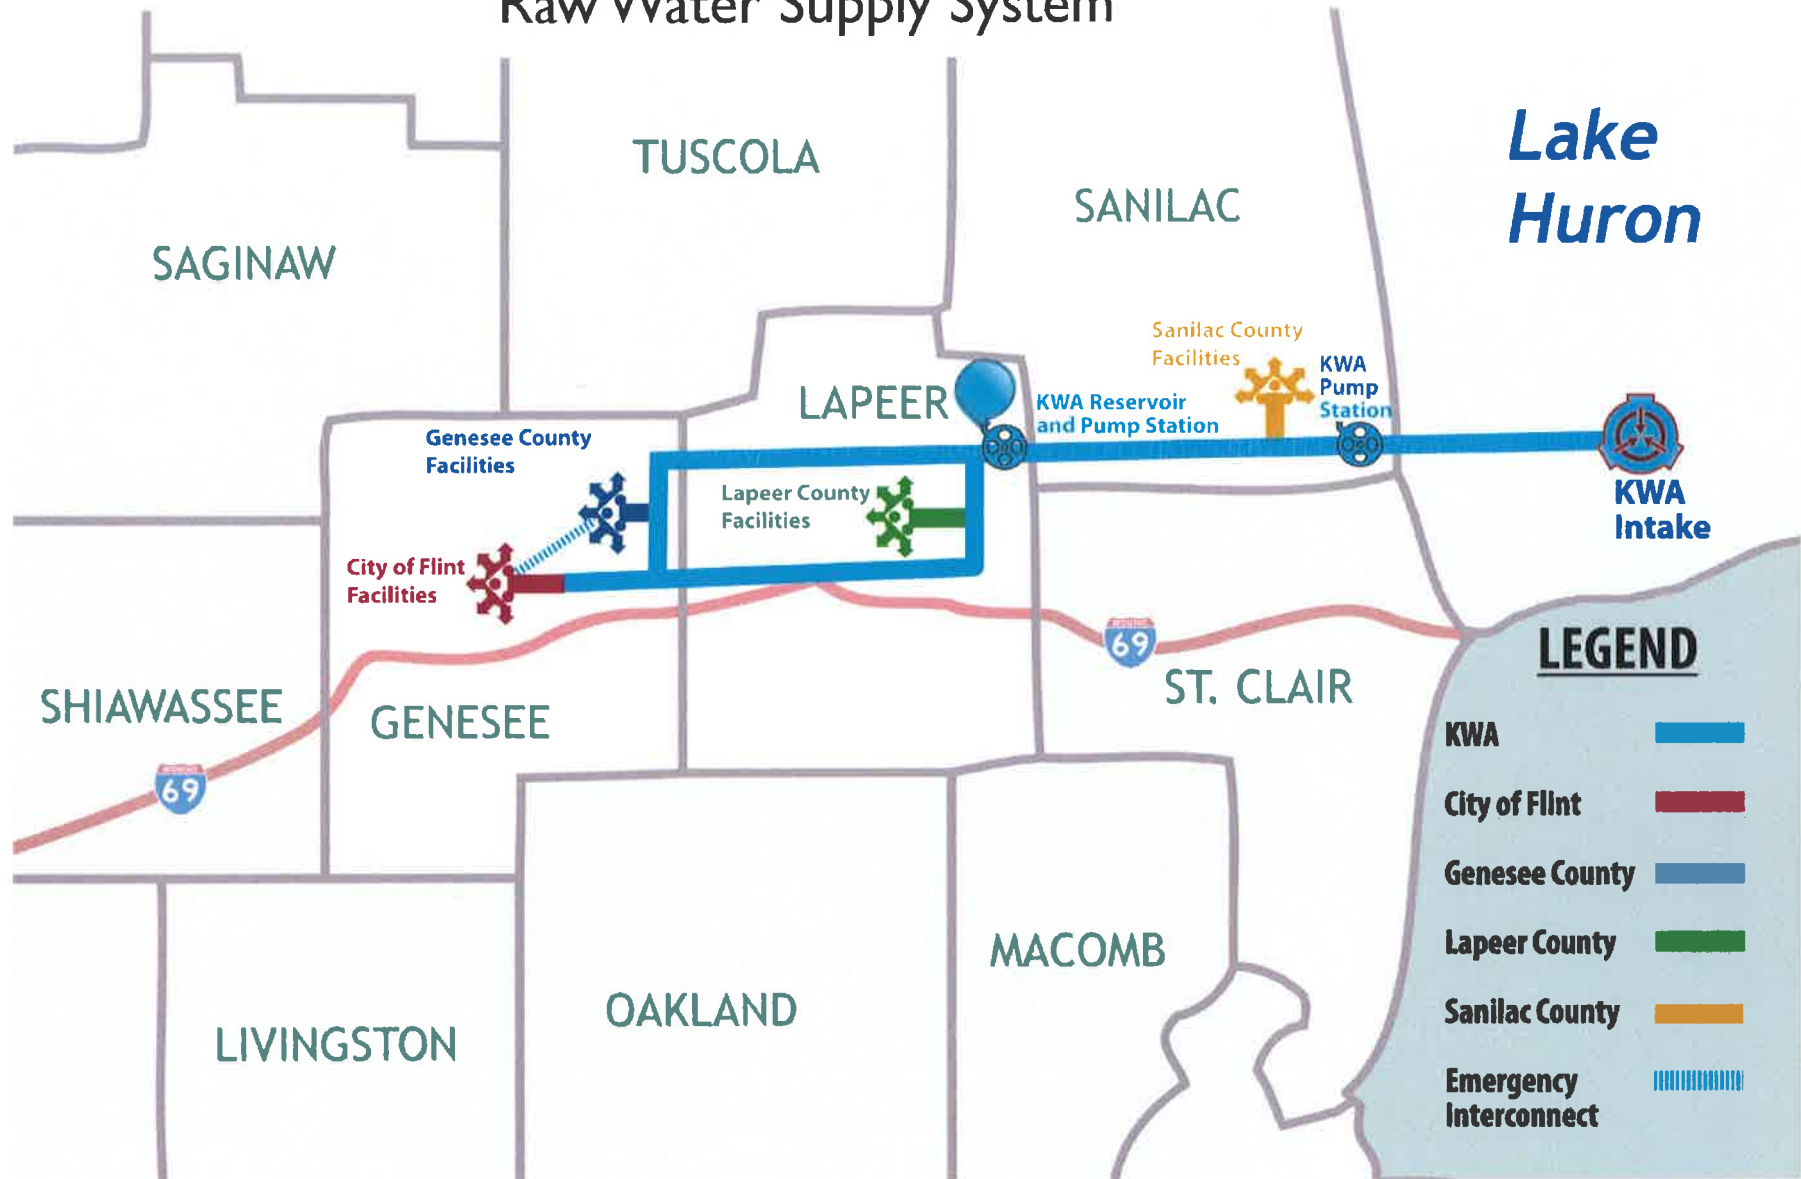 Raw Water Supply System
Lake
Huron
TUSCOLA
SANILAC
SAGINAW
Sanilac County
Facilities
KWA
Pump
Station
LAPEER
KWA Reservoir
and Pump Station
Genesee County
Facilities
Lapeer County
Facilities
KWA
Intake
City of Flint
Facilities
69
LEGEND
SHIAWASSEE
GENESEE
ST. CLAIR
KWA
69
City of Flint
Genesee County
MACOMB
Lapeer County
OAKLAND
Sanilac County
LIVINGSTON
Emergency
Interconnect